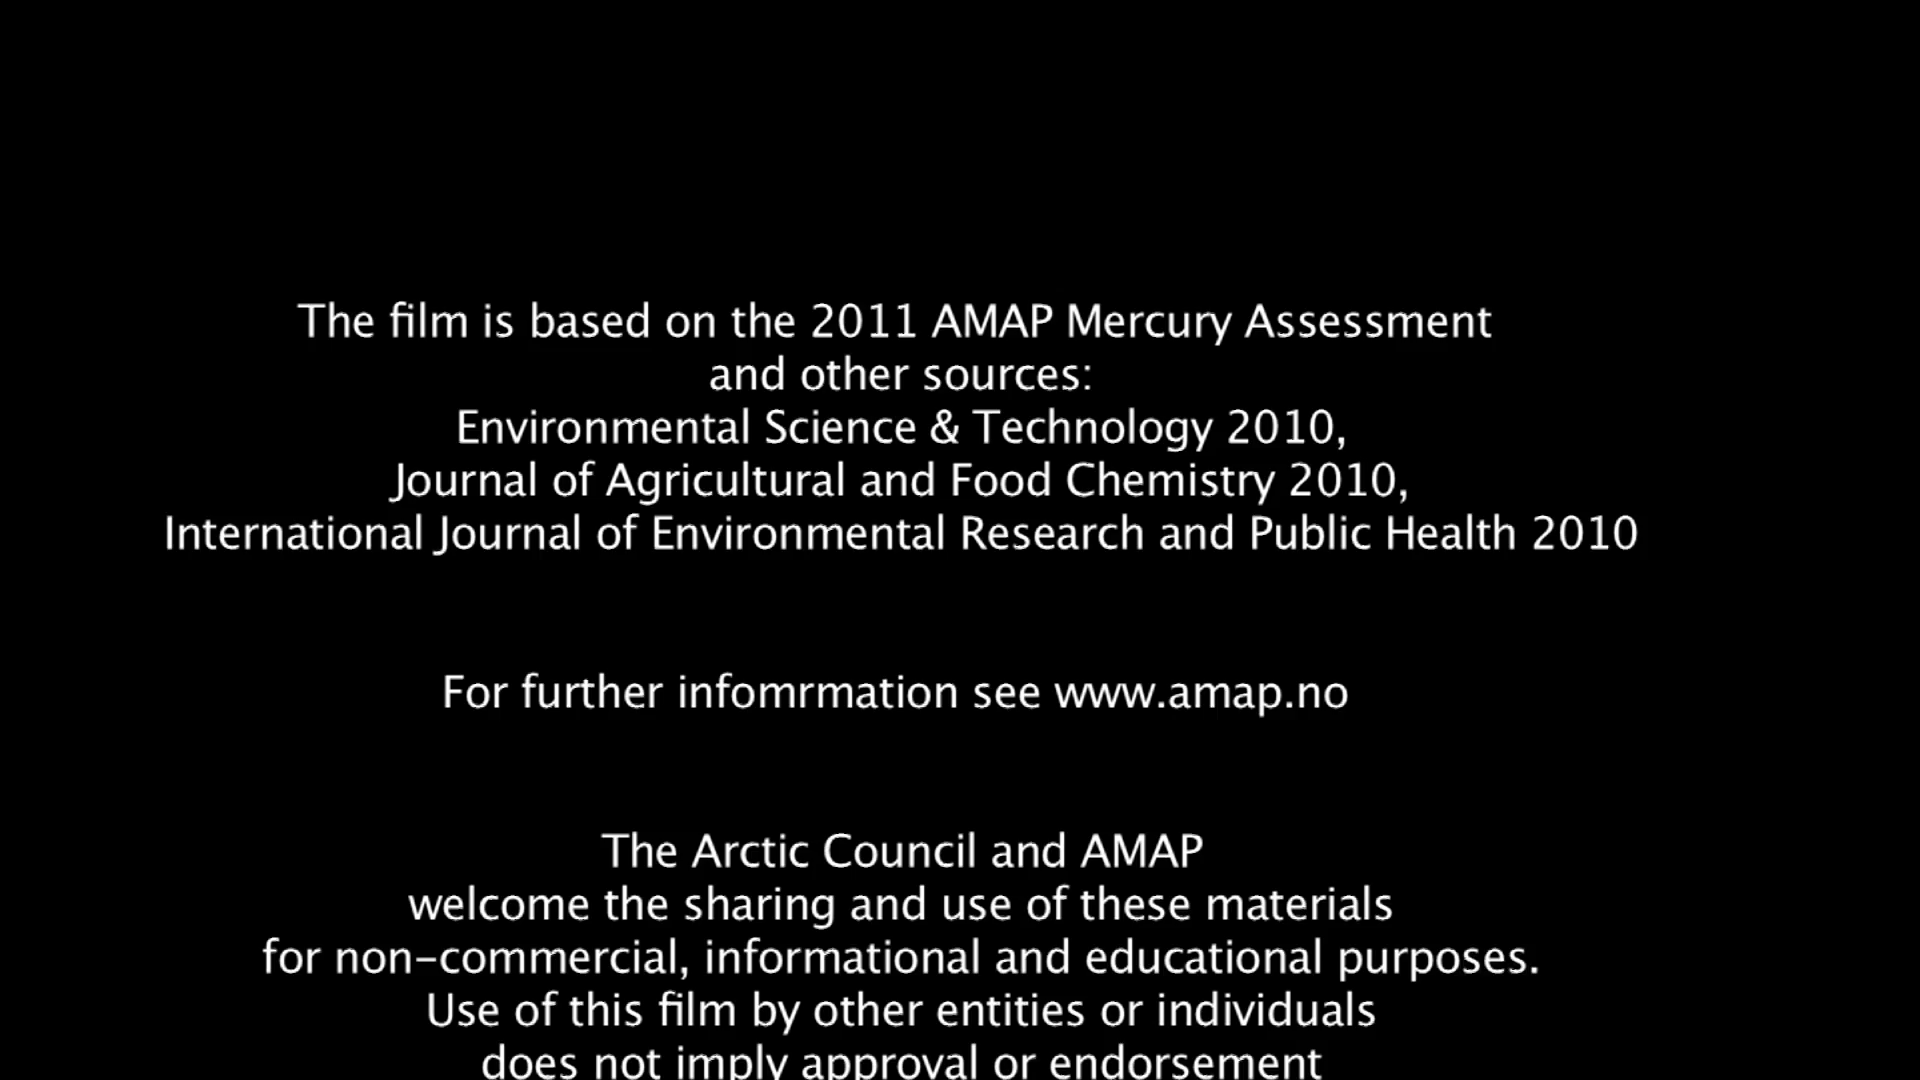 The film is based on the 2011 AMAP Mercury Assessment
and other sources:
Environmental Science & Technology 2010,
Journal of Agricultural and Food Chemistry 2010,
International Journal of Environmental Research and Public Health 2010
For further infomrmation see www.amap.no
The Arctic Council and AMAP
welcome the sharing and use of these materials
for non-commercial, informational and educational purposes.
Use of this film by other entities or individuals
does not imply approval or endorsement